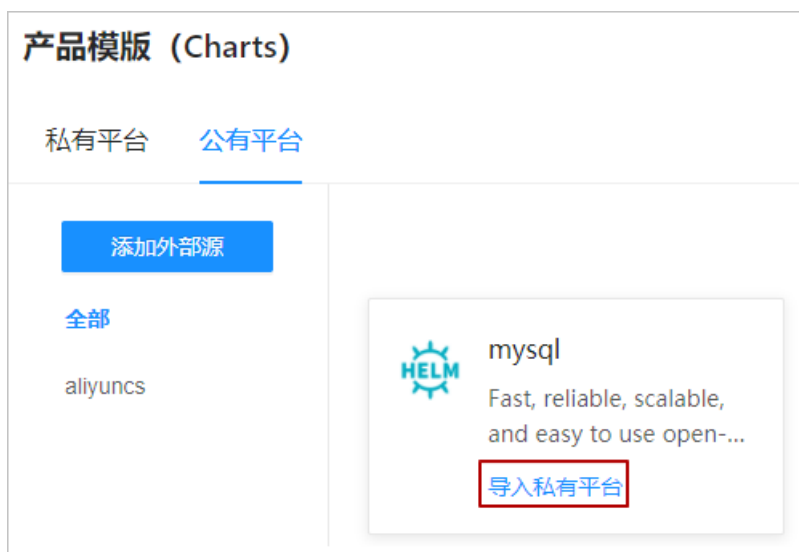 产品模版（Charts）
私有平台 公有平台
添加外部源
全部
aliyuncs
HELM
mysql
Fast, reliable, scalable,
and easy to use open-...
导入私有平台